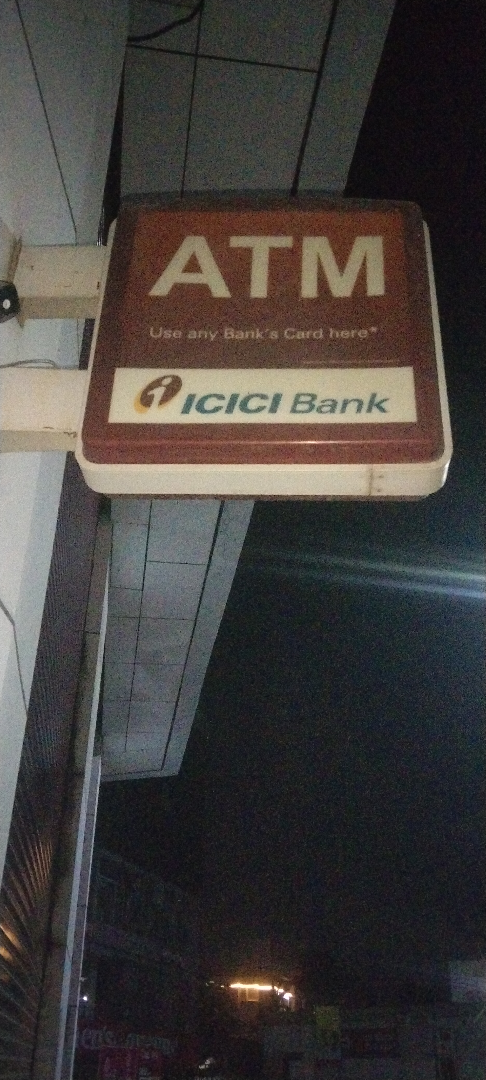 ATM
Use any Bank's Card here*
ICICI Bank